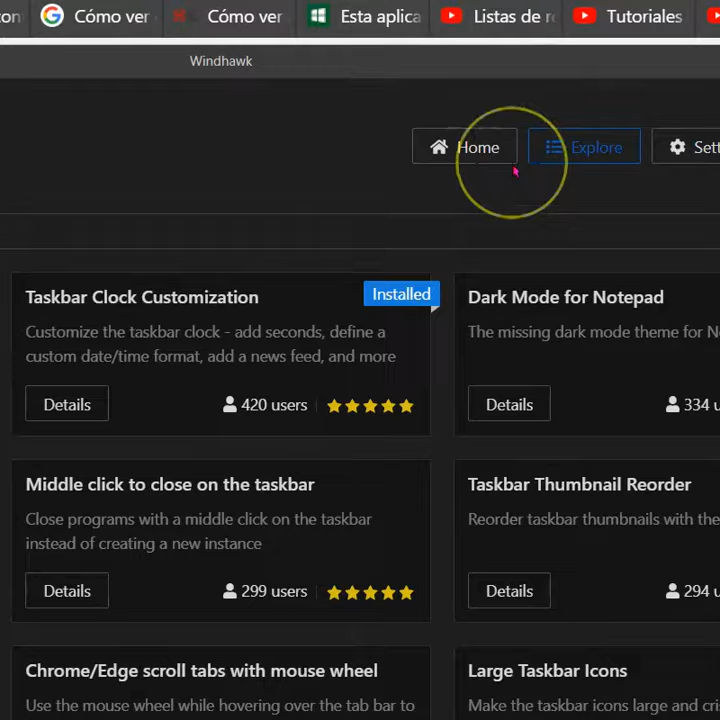 Cómo ver
Cómo ver
Esta aplica
Listas de
Tutoriales
Windhawk
Home
Explore
Sett
Taskbar Clock Customization
Installed
Customize the taskbar clock - add seconds, define a
custom date/time format, add a news feed, and more
Details
420 users
Dark Mode for Notepad
The missing dark mode theme for N
Details
334 u
Middle click to close on the taskbar
Close programs with a middle click on the taskbar
instead of creating a new instance
Details
299 users
Taskbar Thumbnail Reorder
Reorder taskbar thumbnails with the
Details
294 u
Chrome/Edge scroll tabs with mouse wheel
Use the mouse wheel while hovering over the tab bar to
Large Taskbar Icons
Make the taskbar icons large and cri